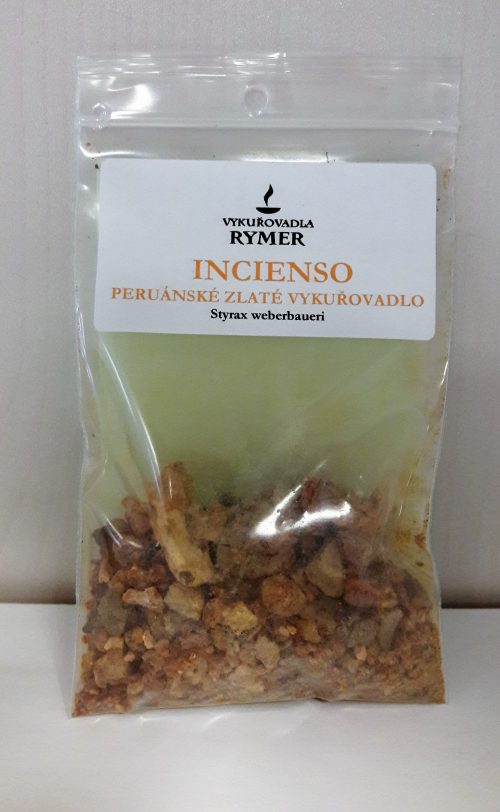 VYKUŘOVADLA
RYMER
INCIENSO
PERUÁNSKÉ ZLATÉ VYKUŘOVADLO
Styrax weberbaueri